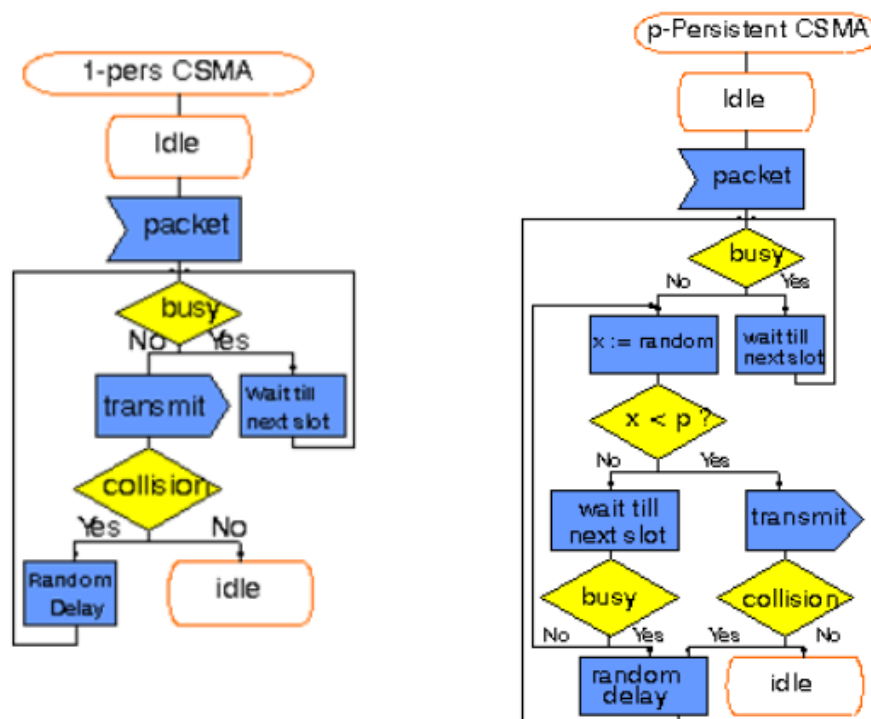 1-pers CSMA
Idle
packet
busy
No
Yes
transmit
Wait till
next slot
collision
Yes
No
Random
Delay
idle
p-Persistent CSMA
Idle
packet
busy
No
Yes
x := random
wait till
next slot
x < p ?
No
Yes
wait till
next slot
transmit
busy
collision
No
Yes
Yes
No
random
delay
idle